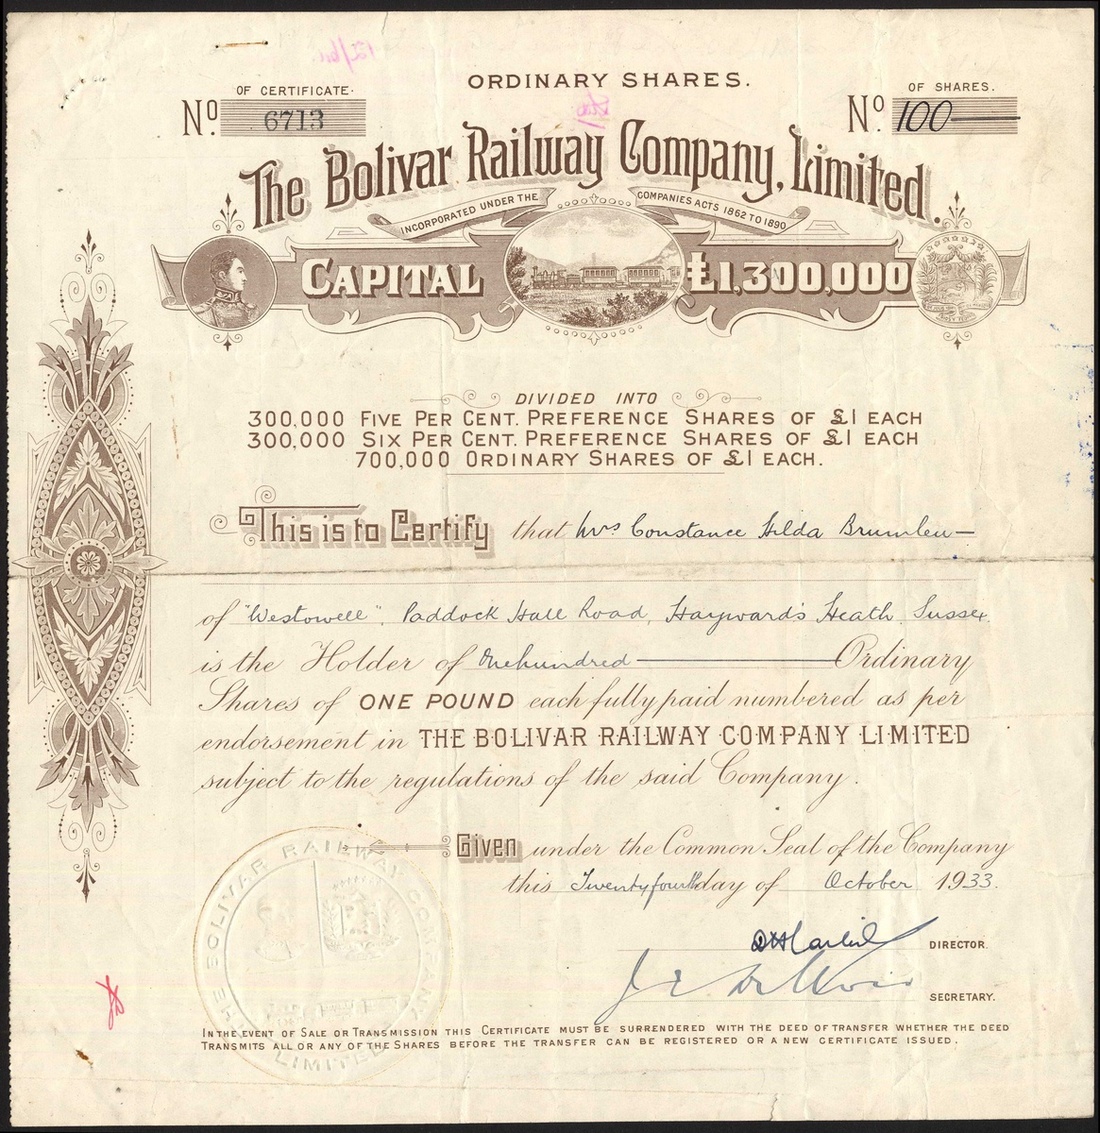 ORDINARY SHARES.
OF CERTIFICATE.
No. 6713
OF SHARES.
No. 100
The Bolivar Railway Company, Limited.
INCORPORATED UNDER THE COMPANIES ACTS 1862 TO 1890
CAPITAL £1,300,000
DIVIDED INTO
300,000 FIVE PER CENT. PREFERENCE SHARES OF £1 EACH
300,000 SIX PER CENT. PREFERENCE SHARES OF £1 EACH
700,000 ORDINARY SHARES OF £1 EACH.
This is to Certify that Mrs Constance Hilda
of "Westowell", Paddock Hall Road, Hayward's Heath, Sussex.
is the Holder of One hundred Ordinary
Shares of ONE POUND each fully paid numbered as per
endorsement in THE BOLIVAR RAILWAY COMPANY LIMITED
subject to the regulations of the said Company.
Given under the Common Seal of the Company
this Twenty fourth day of October 1933.
DIRECTOR.
SECRETARY.
THE BOLIVAR RAILWAY COMPANY LIMITED
IN THE EVENT OF SALE OR TRANSMISSION THIS CERTIFICATE MUST BE SURRENDERED WITH THE DEED OF TRANSFER WHETHER THE DEED
TRANSMITS ALL OR ANY OF THE SHARES BEFORE THE TRANSFER CAN BE REGISTERED OR A NEW CERTIFICATE ISSUED.